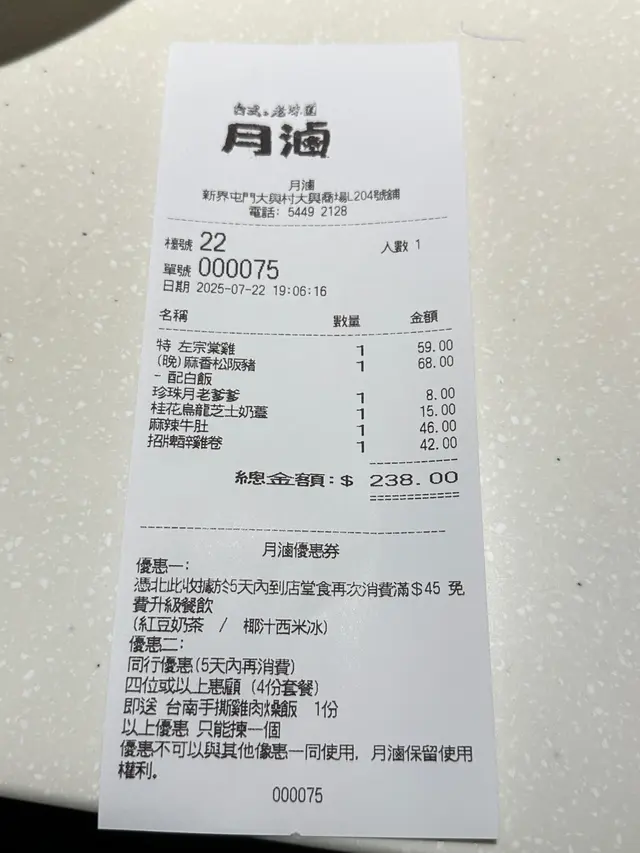 台式、老味道
月滷
月滷
新界屯門大興村大興商場L204號舖
電話: 5449 2128
檯號 22 人數 1
單號 000075
日期 2025-07-22 19:06:16
名稱 數量 金額
特 左宗棠雞 1 59.00
(晚)麻香松阪豬 1 68.00
- 配白飯
珍珠月老爹爹 1 8.00
桂花烏龍芝士奶蓋 1 15.00
麻辣牛肚 1 46.00
招牌醉雞卷 1 42.00
總金額:$ 238.00
月滷優惠券
優惠一:
憑此收據於5天內到店堂食再次消費滿$45 免
費升級餐飲
(紅豆奶茶 / 椰汁西米冰)
優惠二:
同行優惠(5天內再消費)
四位或以上惠顧 (4份套餐)
即送 台南手撕雞肉燥飯 1份
以上優惠 只能揀一個
優惠不可以與其他像惠一同使用, 月滷保留使用
權利.
000075